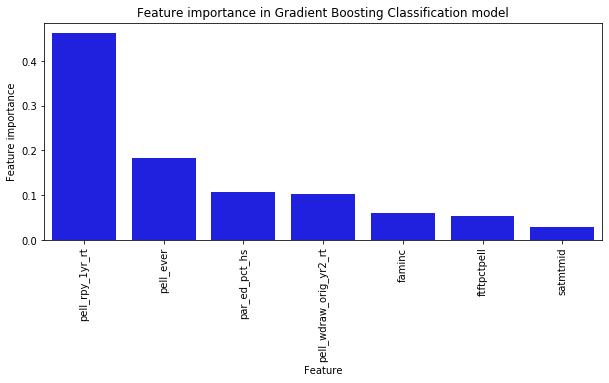 Feature importance in Gradient Boosting Classification model
Feature importance
0.4
0.3
0.2
0.1
0.0
pell_rpy_1yr_rt
pell_ever
par_ed_pct_hs
pell_wdraw_orig_yr2_rt
faminc
ftftpctpell
satmtmid
Feature